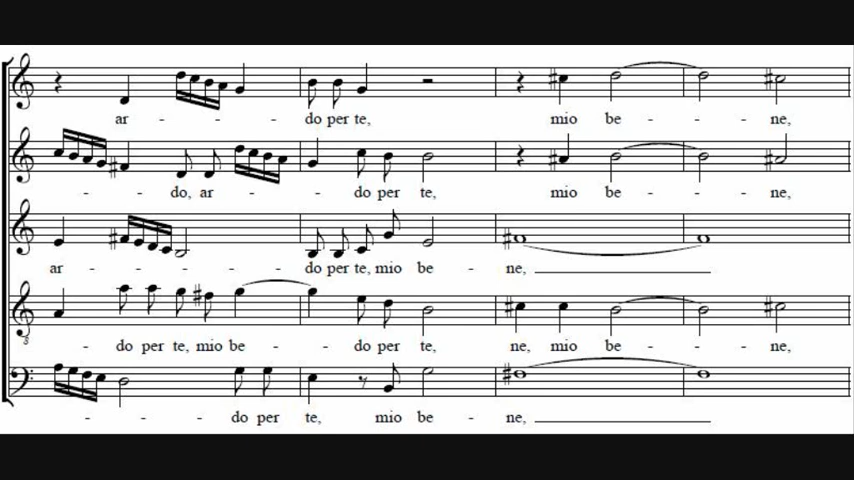 ar - - - do per te, mio be - - ne,
- - do, ar - - do per te, mio be - - ne,
ar - - - - do per te, mio be - ne,
- do per te, mio be - - do per te, ne, mio be - - ne,
8
- - - do per te, mio be - ne,